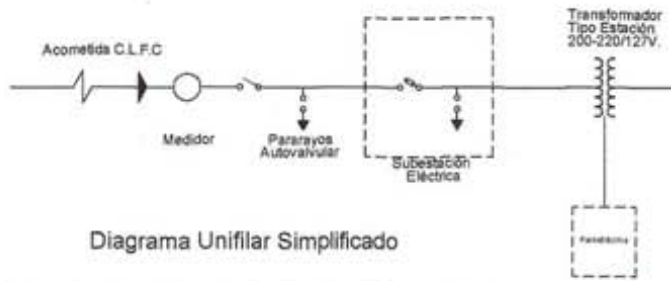 Transformador
Tipo Estación
200-220/127V.
Acometida C.L.F.C
Medidor
Pararayos
Autovalvular
Subestación
Eléctrica
Diagrama Unifilar Simplificado